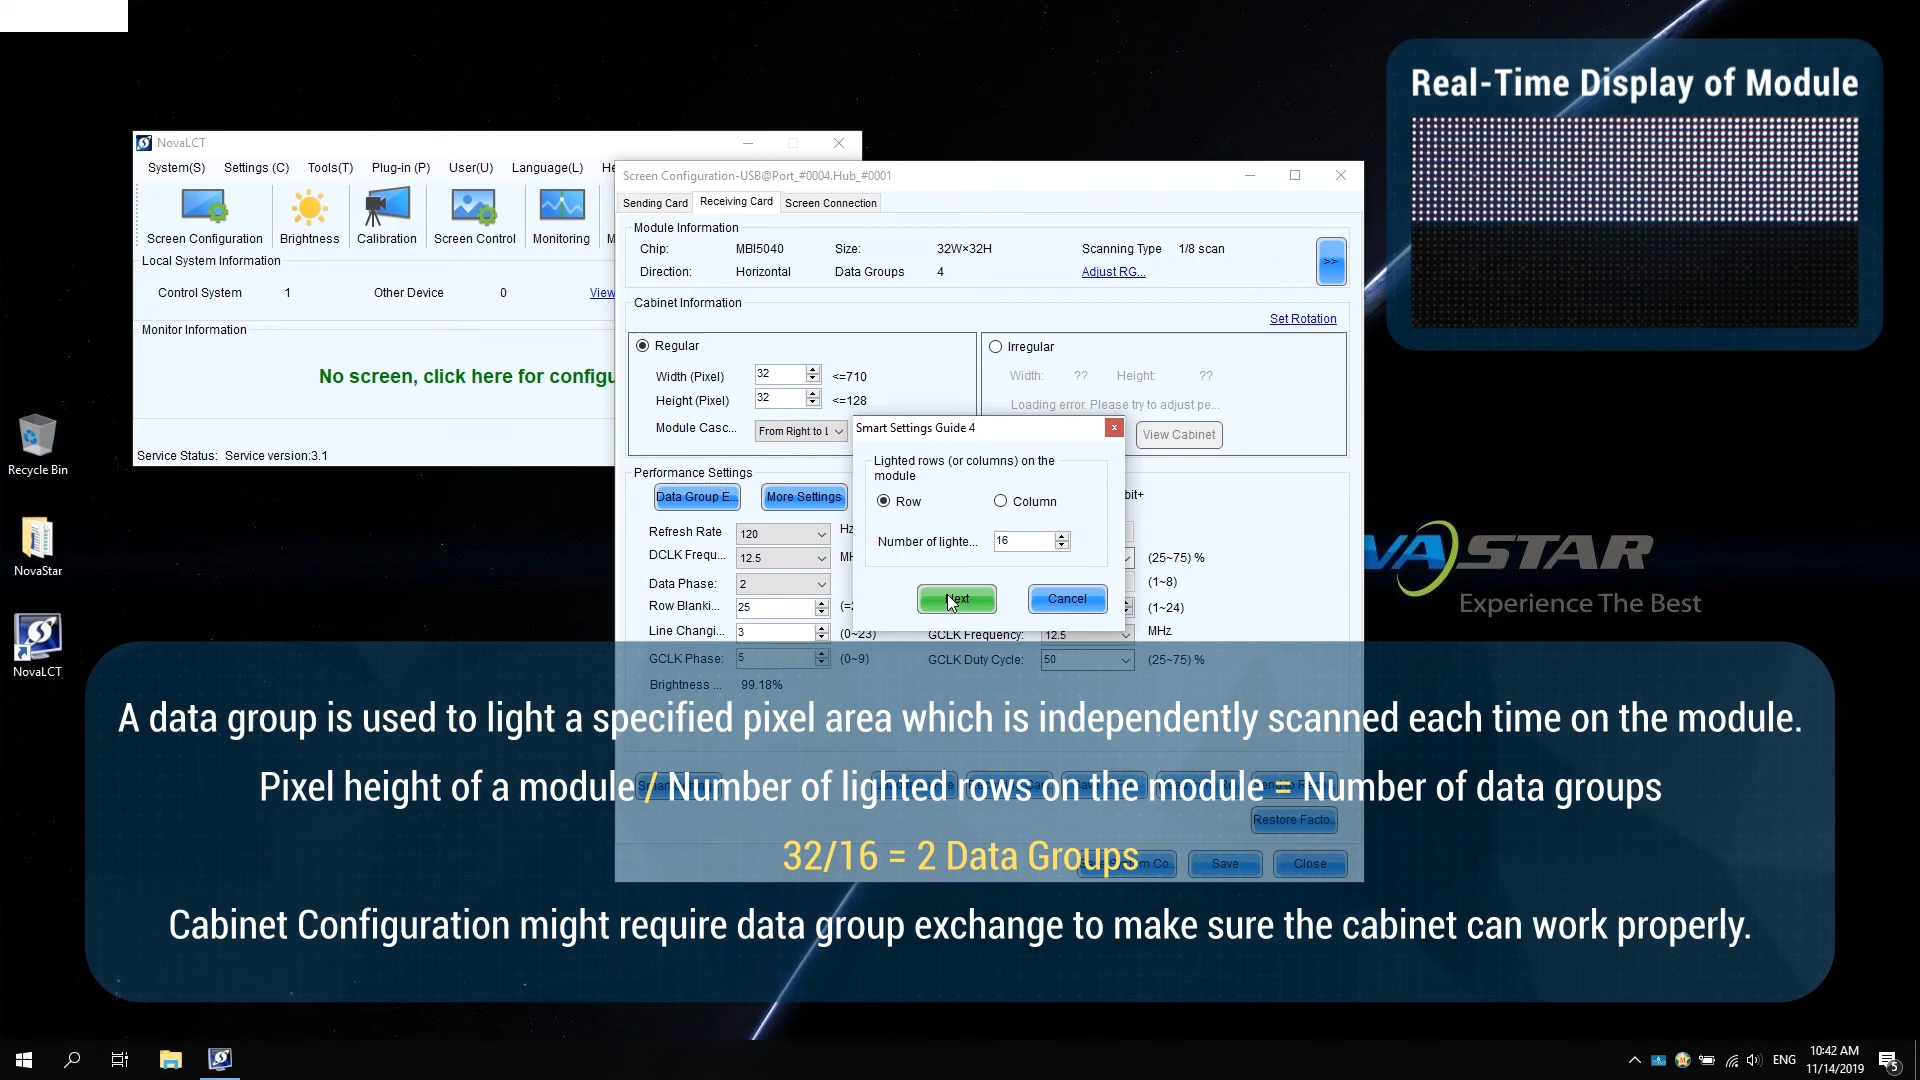 Real-Time Display of Module
NovaLCT
System(S) Settings (C) Tools(T) Plug-in (P) User(U) Language(L)
Screen Configuration Brightness Calibration Screen Control Monitoring
Local System Information
Control System 1 Other Device 0 View
Monitor Information
No screen, click here for configu
Service Status: Service version:3.1
Screen Configuration-USB@Port_#0004.Hub_#0001
Sending Card Receiving Card Screen Connection
Module Information
Chip: MBI5040 Size: 32W×32H Scanning Type 1/8 scan
Direction: Horizontal Data Groups 4 Adjust RG...
>>
Cabinet Information
Set Rotation
Regular
Width (Pixel) 32 <=710
Height (Pixel) 32 <=128
Module Casc... From Right to L
Irregular
Width: ?? Height: ??
Loading error. Please try to adjust pe...
View Cabinet
Smart Settings Guide 4
x
Lighted rows (or columns) on the
module
Row Column
Number of lighte... 16
Next Cancel
Performance Settings
Data Group E... More Settings bit+
Refresh Rate 120 Hz
DCLK Frequ... 12.5 (25~75) %
Data Phase: 2 (1~8)
Row Blanki... 25 (1~24)
Line Changi... 3 (0~23) GCLK Frequency: 12.5 MHz
GCLK Phase: 5 (0~9) GCLK Duty Cycle: 50 (25~75) %
Brightness ... 99.18%
Restore Facto...
Save Close
A data group is used to light a specified pixel area which is independently scanned each time on the module.
Pixel height of a module / Number of lighted rows on the module = Number of data groups
32/16 = 2 Data Groups
Cabinet Configuration might require data group exchange to make sure the cabinet can work properly.
Recycle Bin
NovaStar
NovaLCT
VASTAR
Experience The Best
ENG
10:42 AM
11/14/2019
5